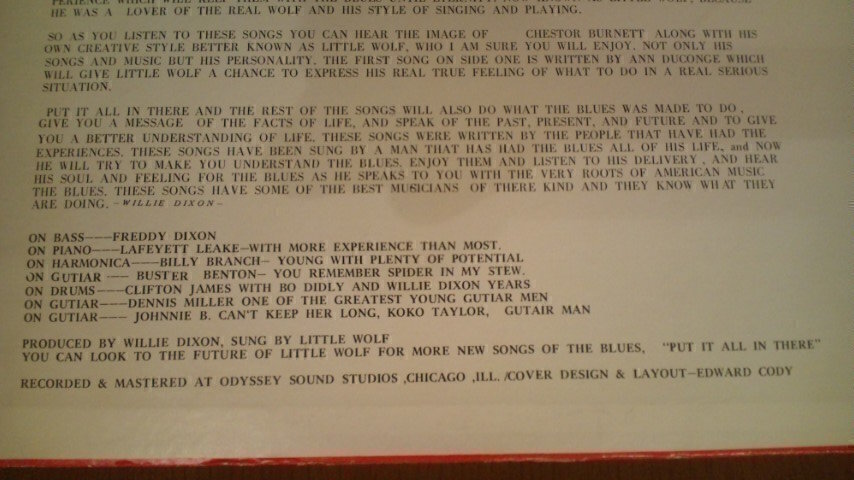 PERIENCE WHICH WILL KEEP THEM WITH THE BLUES UNTIL ETERNITY. NOW KNOWN AS LITTLE WOLF, BECAUSE
HE WAS A LOVER OF THE REAL WOLF AND HIS STYLE OF SINGING AND PLAYING.
SO AS YOU LISTEN TO THESE SONGS YOU CAN HEAR THE IMAGE OF CHESTOR BURNETT ALONG WITH HIS
OWN CREATIVE STYLE BETTER KNOWN AS LITTLE WOLF, WHO I AM SURE YOU WILL ENJOY. NOT ONLY HIS
SONGS AND MUSIC BUT HIS PERSONALITY. THE FIRST SONG ON SIDE ONE IS WRITTEN BY ANN DUCONGE WHICH
WILL GIVE LITTLE WOLF A CHANCE TO EXPRESS HIS REAL TRUE FEELING OF WHAT TO DO IN A REAL SERIOUS
SITUATION.
PUT IT ALL IN THERE AND THE REST OF THE SONGS WILL ALSO DO WHAT THE BLUES WAS MADE TO DO ,
GIVE YOU A MESSAGE OF THE FACTS OF LIFE, AND SPEAK OF THE PAST, PRESENT, AND FUTURE AND TO GIVE
YOU A BETTER UNDERSTANDING OF LIFE. THESE SONGS WERE WRITTEN BY THE PEOPLE THAT HAVE HAD THE
EXPERIENCES. THESE SONGS HAVE BEEN SUNG BY A MAN THAT HAS HAD THE BLUES ALL OF HIS LIFE, and NOW
HE WILL TRY TO MAKE YOU UNDERSTAND THE BLUES. ENJOY THEM AND LISTEN TO HIS DELIVERY , AND HEAR
HIS SOUL AND FEELING FOR THE BLUES AS HE SPEAKS TO YOU WITH THE VERY ROOTS OF AMERICAN MUSIC
THE BLUES. THESE SONGS HAVE SOME OF THE BEST MUSICIANS OF THERE KIND AND THEY KNOW WHAT THEY
ARE DOING. -WILLIE DIXON-
ON BASS---FREDDY DIXON
ON PIANO---LAFEYETT LEAKE-WITH MORE EXPERIENCE THAN MOST.
ON HARMONICA---BILLY BRANCH- YOUNG WITH PLENTY OF POTENTIAL
ON GUTIAR --- BUSTER BENTON- YOU REMEMBER SPIDER IN MY STEW.
ON DRUMS---CLIFTON JAMES WITH BO DIDLY AND WILLIE DIXON YEARS
ON GUTIAR---DENNIS MILLER ONE OF THE GREATEST YOUNG GUTIAR MEN
ON GUTIAR--- JOHNNIE B. CAN'T KEEP HER LONG, KOKO TAYLOR, GUTAIR MAN
PRODUCED BY WILLIE DIXON, SUNG BY LITTLE WOLF
YOU CAN LOOK TO THE FUTURE OF LITTLE WOLF FOR MORE NEW SONGS OF THE BLUES, "PUT IT ALL IN THERE"
RECORDED & MASTERED AT ODYSSEY SOUND STUDIOS ,CHICAGO ,ILL. /COVER DESIGN & LAYOUT-EDWARD CODY